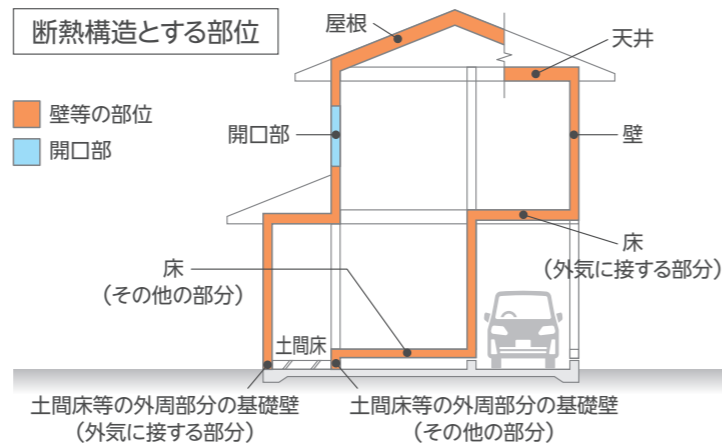 断熱構造とする部位
屋根
天井
壁等の部位
開口部
開口部
壁
床
(外気に接する部分)
床
(その他の部分)
土間床
土間床等の外周部分の基礎壁
(外気に接する部分)
土間床等の外周部分の基礎壁
(その他の部分)